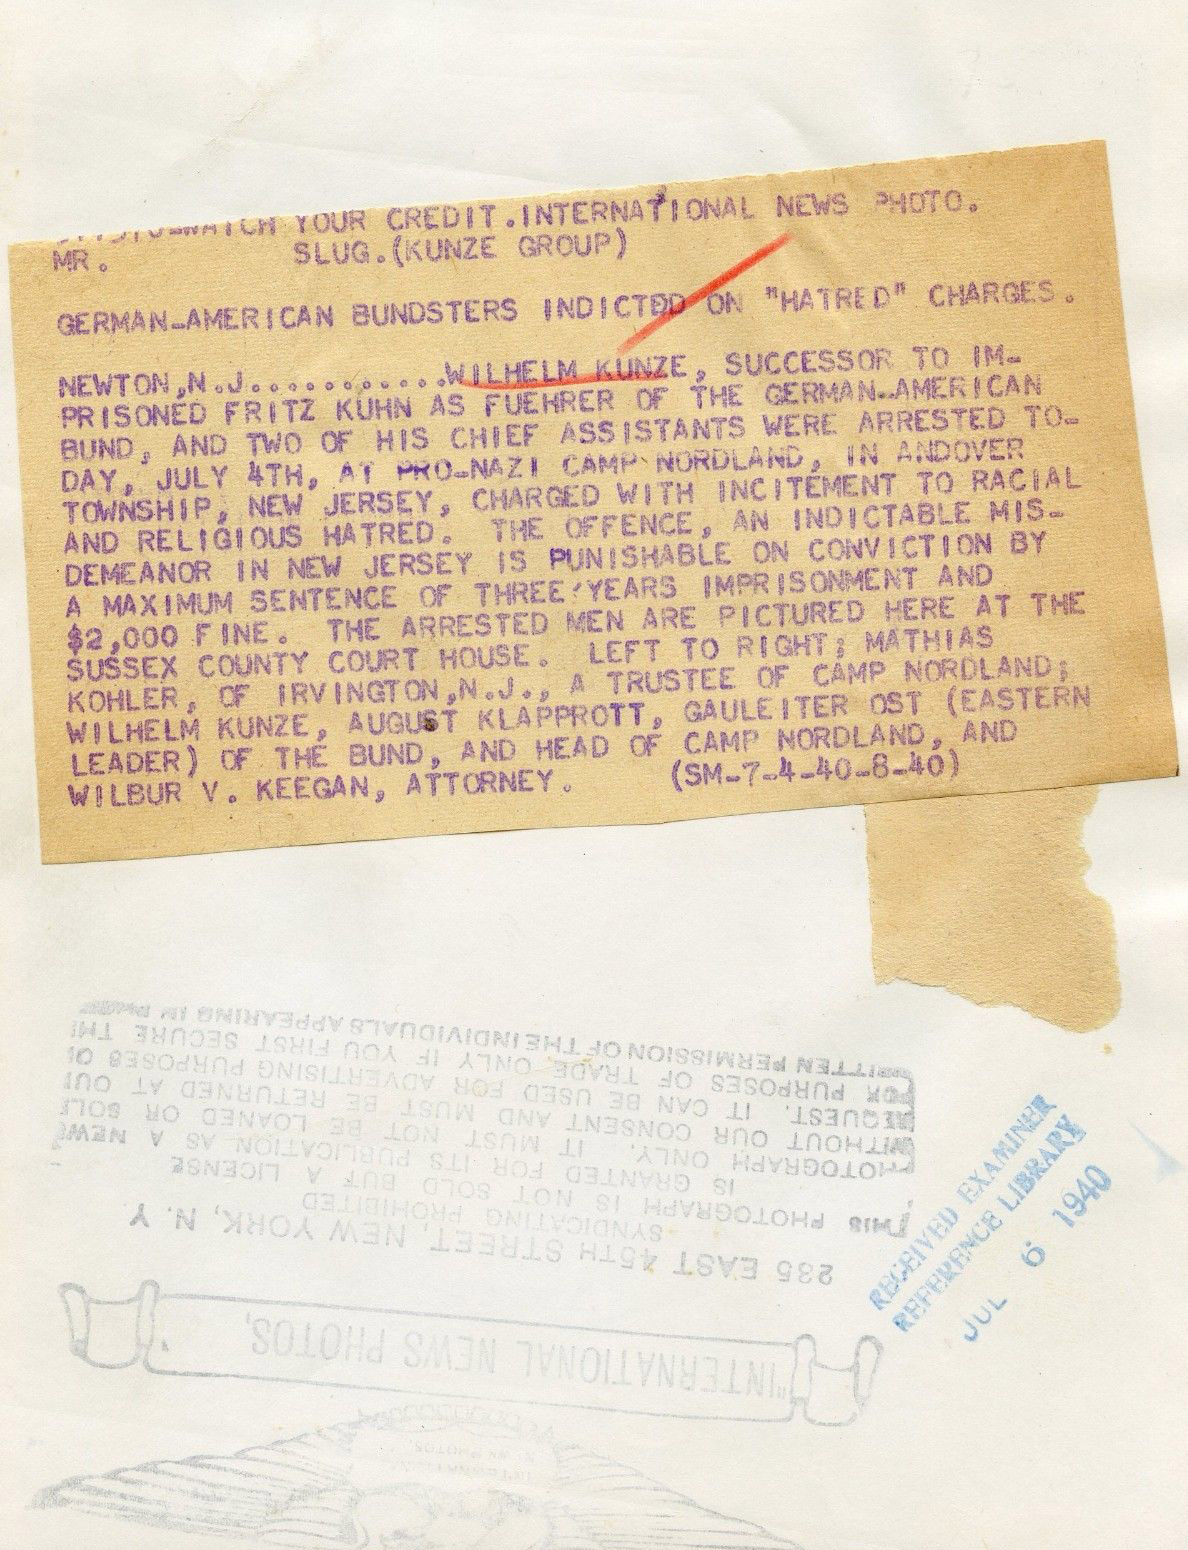 WATCH YOUR CREDIT.INTERNATIONAL NEWS PHOTO.
MR. SLUG.(KUNZE GROUP)
GERMAN-AMERICAN BUNDSTERS INDICTED ON "HATRED" CHARGES.
NEWTON,N.J............WILHELM KUNZE, SUCCESSOR TO IM-
PRISONED FRITZ KUHN AS FUEHRER OF THE GERMAN-AMERICAN
BUND, AND TWO OF HIS CHIEF ASSISTANTS WERE ARRESTED TO-
DAY, JULY 4TH, AT PRO-NAZI CAMP NORDLAND, IN ANDOVER
TOWNSHIP, NEW JERSEY, CHARGED WITH INCITEMENT TO RACIAL
AND RELIGIOUS HATRED. THE OFFENCE, AN INDICTABLE MIS-
DEMEANOR IN NEW JERSEY IS PUNISHABLE ON CONVICTION BY
A MAXIMUM SENTENCE OF THREE YEARS IMPRISONMENT AND
$2,000 FINE. THE ARRESTED MEN ARE PICTURED HERE AT THE
SUSSEX COUNTY COURT HOUSE. LEFT TO RIGHT; MATHIAS
KOHLER, OF IRVINGTON,N.J., A TRUSTEE OF CAMP NORDLAND;
WILHELM KUNZE, AUGUST KLAPPROTT, GAULEITER OST (EASTERN
LEADER) OF THE BUND, AND HEAD OF CAMP NORDLAND, AND
WILBUR V. KEEGAN, ATTORNEY. (SM-7-4-40-8-40)
RECEIVED EXAMINER
REFERENCE LIBRARY
JUL 6 1940
"INTERNATIONAL NEWS PHOTOS,
235 EAST 45TH STREET, NEW YORK, N. Y.
SYNDICATING PROHIBITED
THIS PHOTOGRAPH IS NOT SOLD BUT A LICENSE
IS GRANTED FOR ITS PUBLICATION AS A NEWS
PHOTOGRAPH ONLY. IT MUST NOT BE LOANED OR SOLD
WITHOUT OUR CONSENT AND MUST BE RETURNED AT OUR
REQUEST. IT CAN BE USED FOR ADVERTISING PURPOSES OR
FOR PURPOSES OF TRADE ONLY IF YOU FIRST SECURE THE
WRITTEN PERMISSION OF THE INDIVIDUALS APPEARING IN